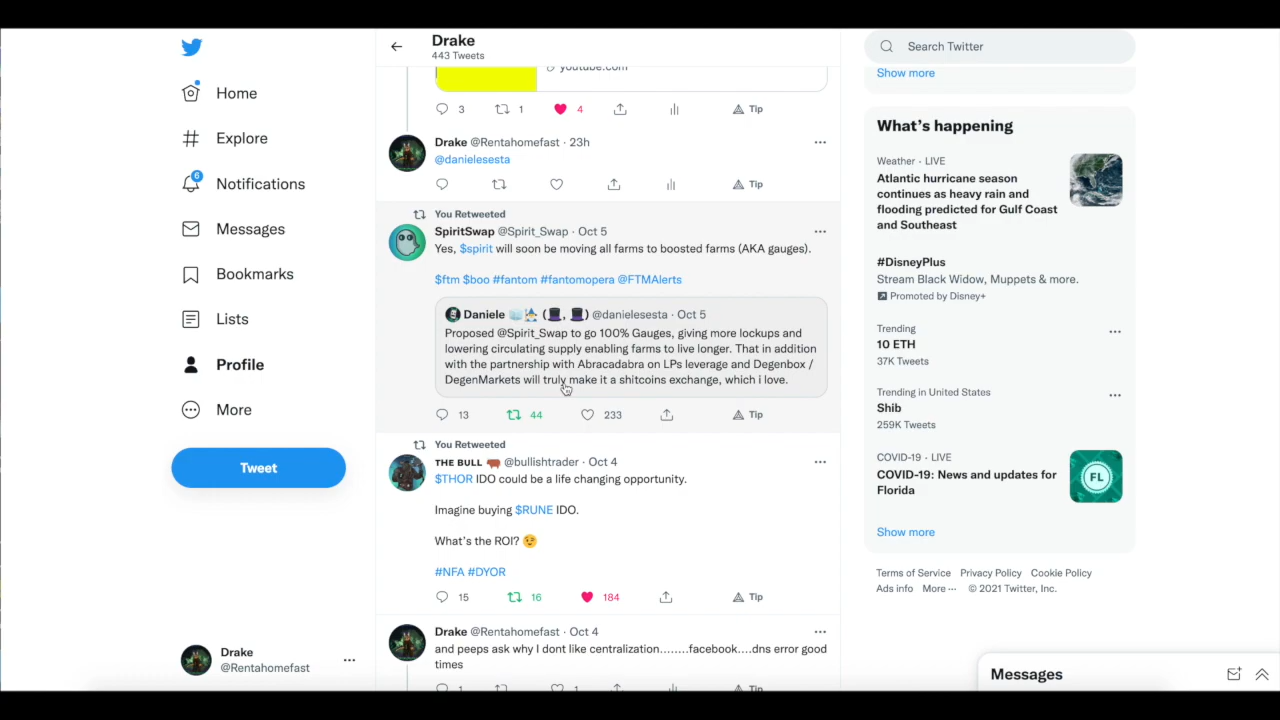 Home
Explore
6
Notifications
Messages
Bookmarks
Lists
Profile
More
Tweet
Drake
@Rentahomefast
Drake
443 Tweets
youtube.com
3 1 4 Tip
Drake @Rentahomefast · 23h
@danielesesta
Tip
You Retweeted
SpiritSwap @Spirit_Swap · Oct 5
Yes, $spirit will soon be moving all farms to boosted farms (AKA gauges).
$ftm $boo #fantom #fantomopera @FTMAlerts
Daniele 🧊🧙 (🎩, 🎩) @danielesesta · Oct 5
Proposed @Spirit_Swap to go 100% Gauges, giving more lockups and
lowering circulating supply enabling farms to live longer. That in addition
with the partnership with Abracadabra on LPs leverage and Degenbox /
DegenMarkets will truly make it a shitcoins exchange, which i love.
13 44 233 Tip
You Retweeted
THE BULL 🐂 @bullishtrader · Oct 4
$THOR IDO could be a life changing opportunity.
Imagine buying $RUNE IDO.
What's the ROI? 😉
#NFA #DYOR
15 16 184 Tip
Drake @Rentahomefast · Oct 4
and peeps ask why I dont like centralization........facebook....dns error good
times
1 1 Tip
Search Twitter
Show more
What's happening
Weather · LIVE
Atlantic hurricane season
continues as heavy rain and
flooding predicted for Gulf Coast
and Southeast
#DisneyPlus
Stream Black Widow, Muppets & more.
Promoted by Disney+
Trending
10 ETH
37K Tweets
Trending in United States
Shib
259K Tweets
COVID-19 · LIVE
COVID-19: News and updates for
Florida
FL
Show more
Terms of Service Privacy Policy Cookie Policy
Ads info More ··· © 2021 Twitter, Inc.
Messages